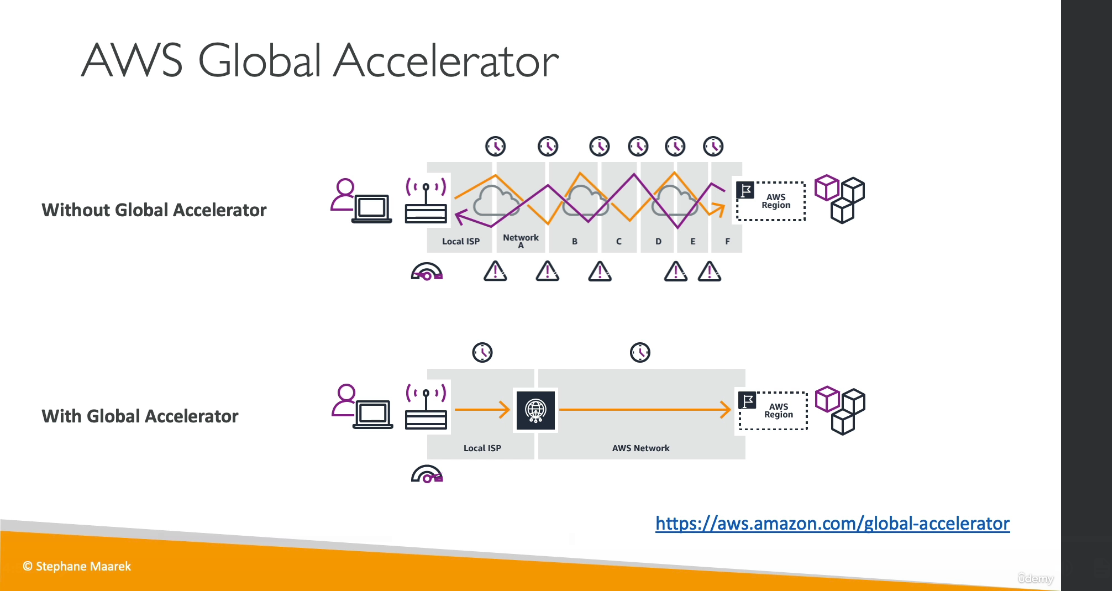 AWS Global Accelerator
Without Global Accelerator
Local ISP
Network
A
B
C
D
E
F
AWS
Region
With Global Accelerator
Local ISP
AWS Network
AWS
Region
https://aws.amazon.com/global-accelerator
© Stephane Maarek
ûdemy